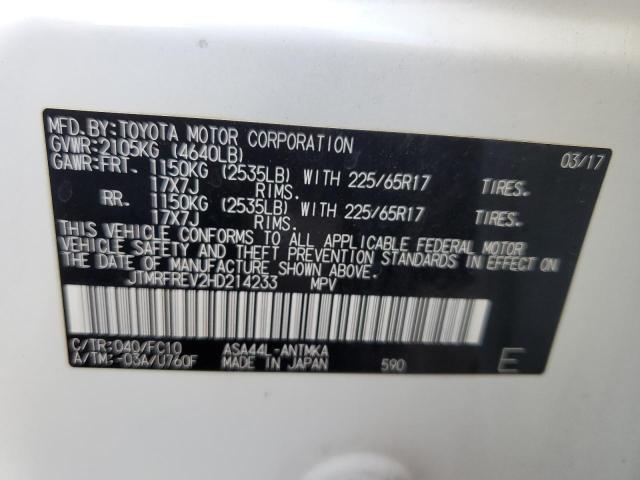 MFD.BY:TOYOTA MOTOR CORPORATION 03/17
GVWR:2105KG (4640LB)
GAWR:FRT. 1150KG (2535LB) WITH 225/65R17 TIRES.
17X7J RIMS.
RR. 1150KG (2535LB) WITH 225/65R17 TIRES.
17X7J RIMS.
THIS VEHICLE CONFORMS TO ALL APPLICABLE FEDERAL MOTOR
VEHICLE SAFETY AND THEFT PREVENTION STANDARDS IN EFFECT ON
THE DATE OF MANUFACTURE SHOWN ABOVE.
JTMRFREV2HD214233 MPV
C/TR:040/FC10 ASA44L-ANTMKA
A/TM:-03A/U760F MADE IN JAPAN 590 E